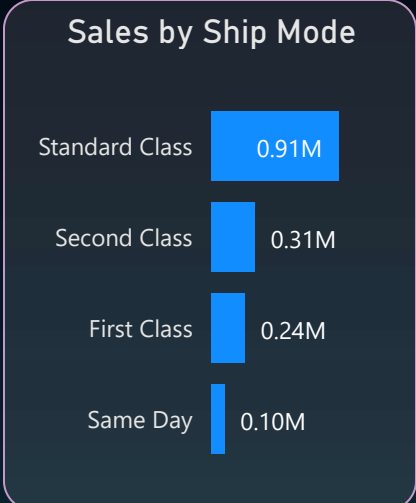 Sales by Ship Mode
Standard Class 0.91M
Second Class 0.31M
First Class 0.24M
Same Day 0.10M